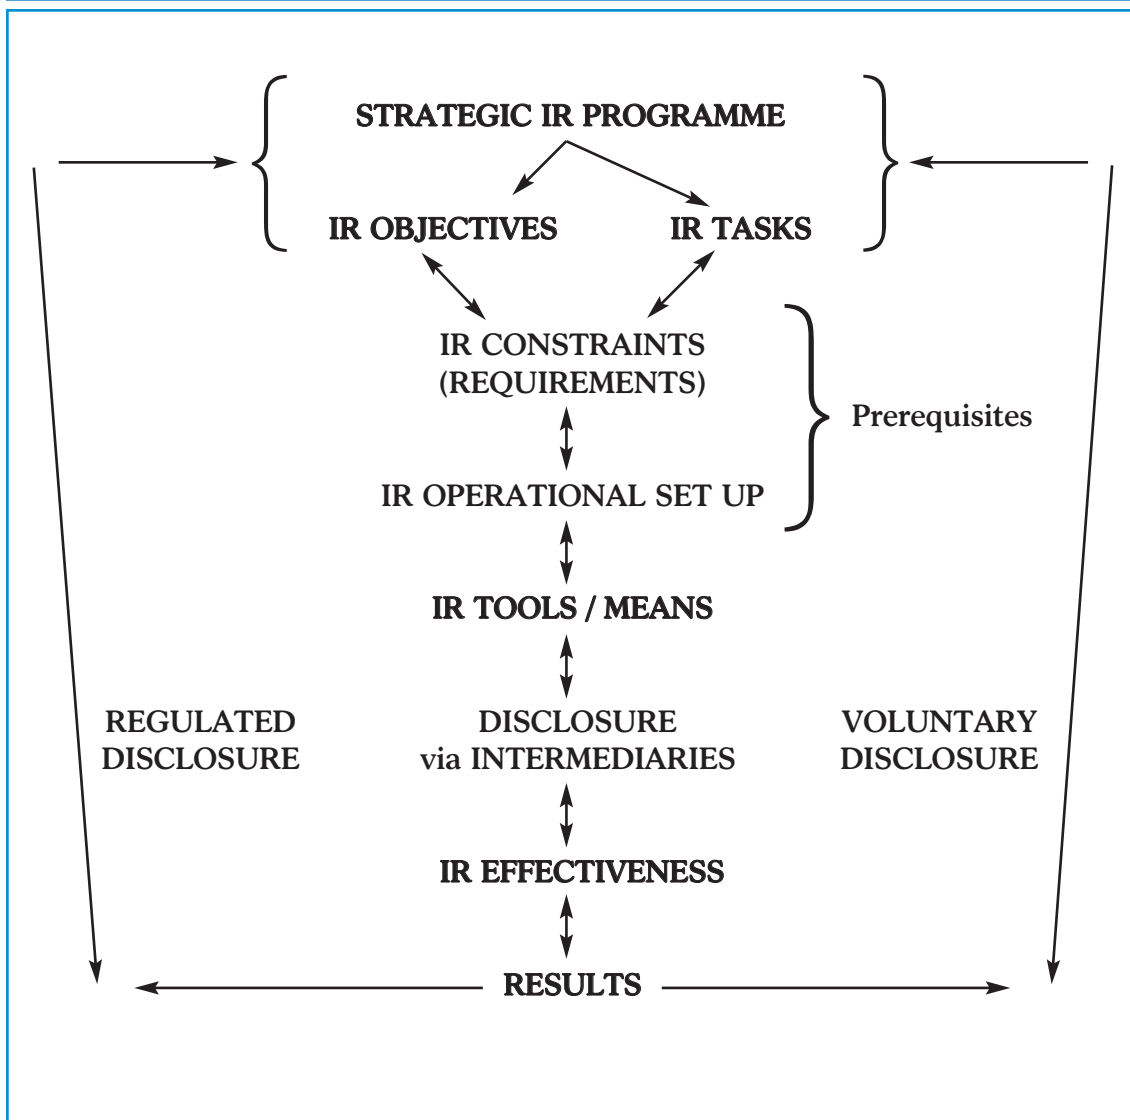 STRATEGIC IR PROGRAMME
IR OBJECTIVES
IR TASKS
IR CONSTRAINTS
(REQUIREMENTS)
Prerequisites
IR OPERATIONAL SET UP
IR TOOLS / MEANS
REGULATED
DISCLOSURE
DISCLOSURE
via INTERMEDIARIES
VOLUNTARY
DISCLOSURE
IR EFFECTIVENESS
RESULTS